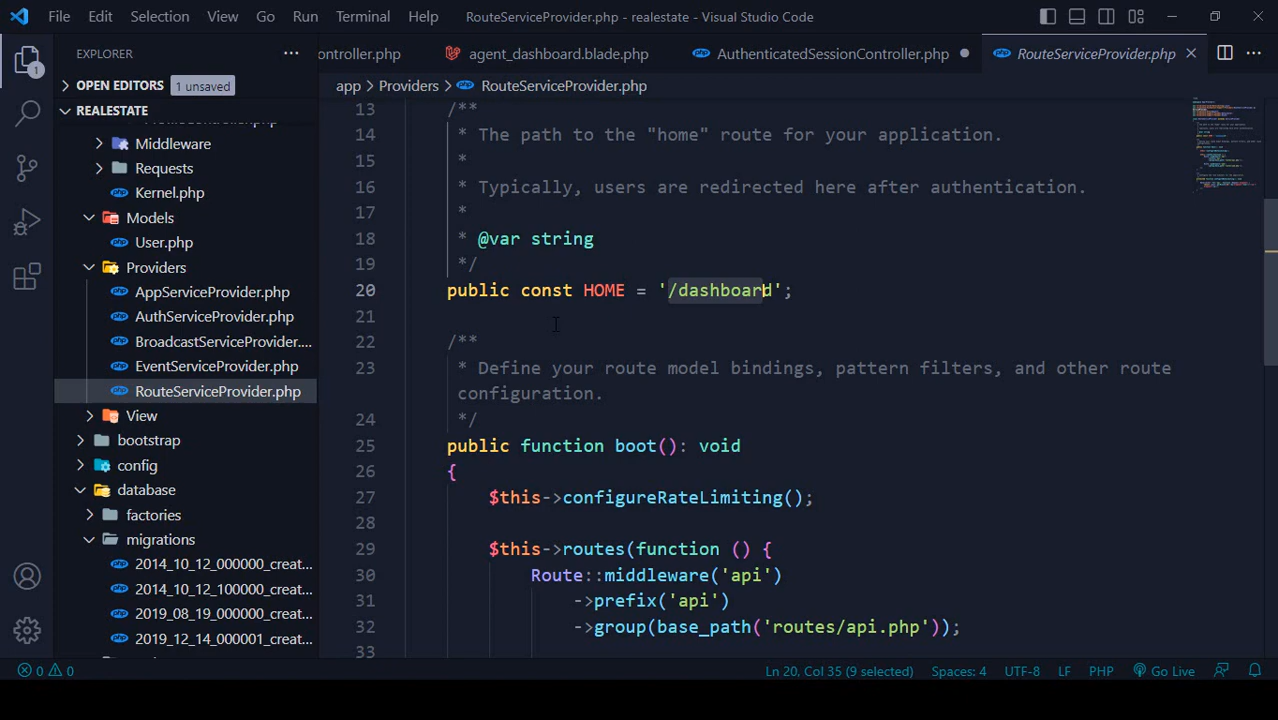 File Edit Selection View Go Run Terminal Help RouteServiceProvider.php - realestate - Visual Studio Code
EXPLORER
ontroller.php agent_dashboard.blade.php AuthenticatedSessionController.php RouteServiceProvider.php
1
OPEN EDITORS 1 unsaved
app > Providers > RouteServiceProvider.php
REALESTATE
Middleware
Requests
Kernel.php
Models
User.php
Providers
AppServiceProvider.php
AuthServiceProvider.php
BroadcastServiceProvider....
EventServiceProvider.php
RouteServiceProvider.php
View
bootstrap
config
database
factories
migrations
2014_10_12_000000_creat...
2014_10_12_100000_creat...
2019_08_19_000000_creat...
2019_12_14_000001_creat...
13 /**
14 * The path to the "home" route for your application.
15 *
16 * Typically, users are redirected here after authentication.
17 *
18 * @var string
19 */
20 public const HOME = '/dashboard';
21
22 /**
23 * Define your route model bindings, pattern filters, and other route
configuration.
24 */
25 public function boot(): void
26 {
27 $this->configureRateLimiting();
28
29 $this->routes(function () {
30 Route::middleware('api')
31 ->prefix('api')
32 ->group(base_path('routes/api.php'));
33
0 0 Ln 20, Col 35 (9 selected) Spaces: 4 UTF-8 LF PHP Go Live